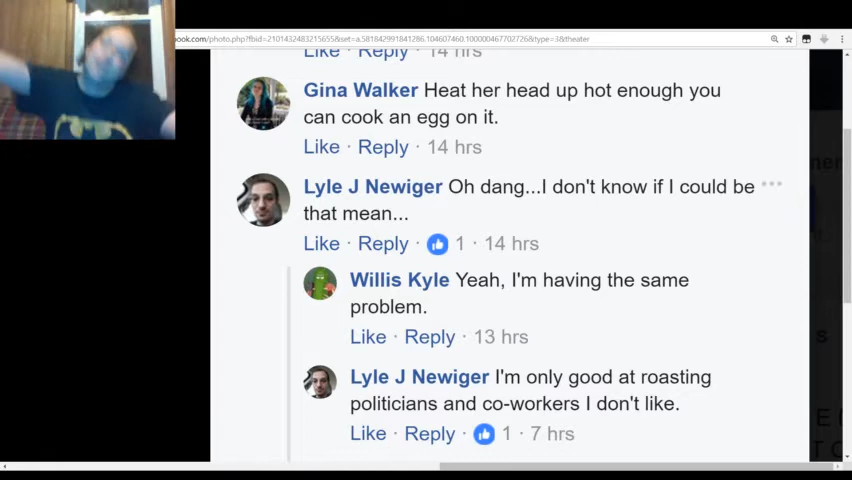 book.com/photo.php?fbid=2101432483215655&set=a.581842991841286.104607460.100000467702726&type=3&theater
Like · Reply · 14 hrs
Gina Walker Heat her head up hot enough you
can cook an egg on it.
Like · Reply · 14 hrs
Lyle J Newiger Oh dang...I don't know if I could be
that mean...
Like · Reply · 1 · 14 hrs
Willis Kyle Yeah, I'm having the same
problem.
Like · Reply · 13 hrs
Lyle J Newiger I'm only good at roasting
politicians and co-workers I don't like.
Like · Reply · 1 · 7 hrs